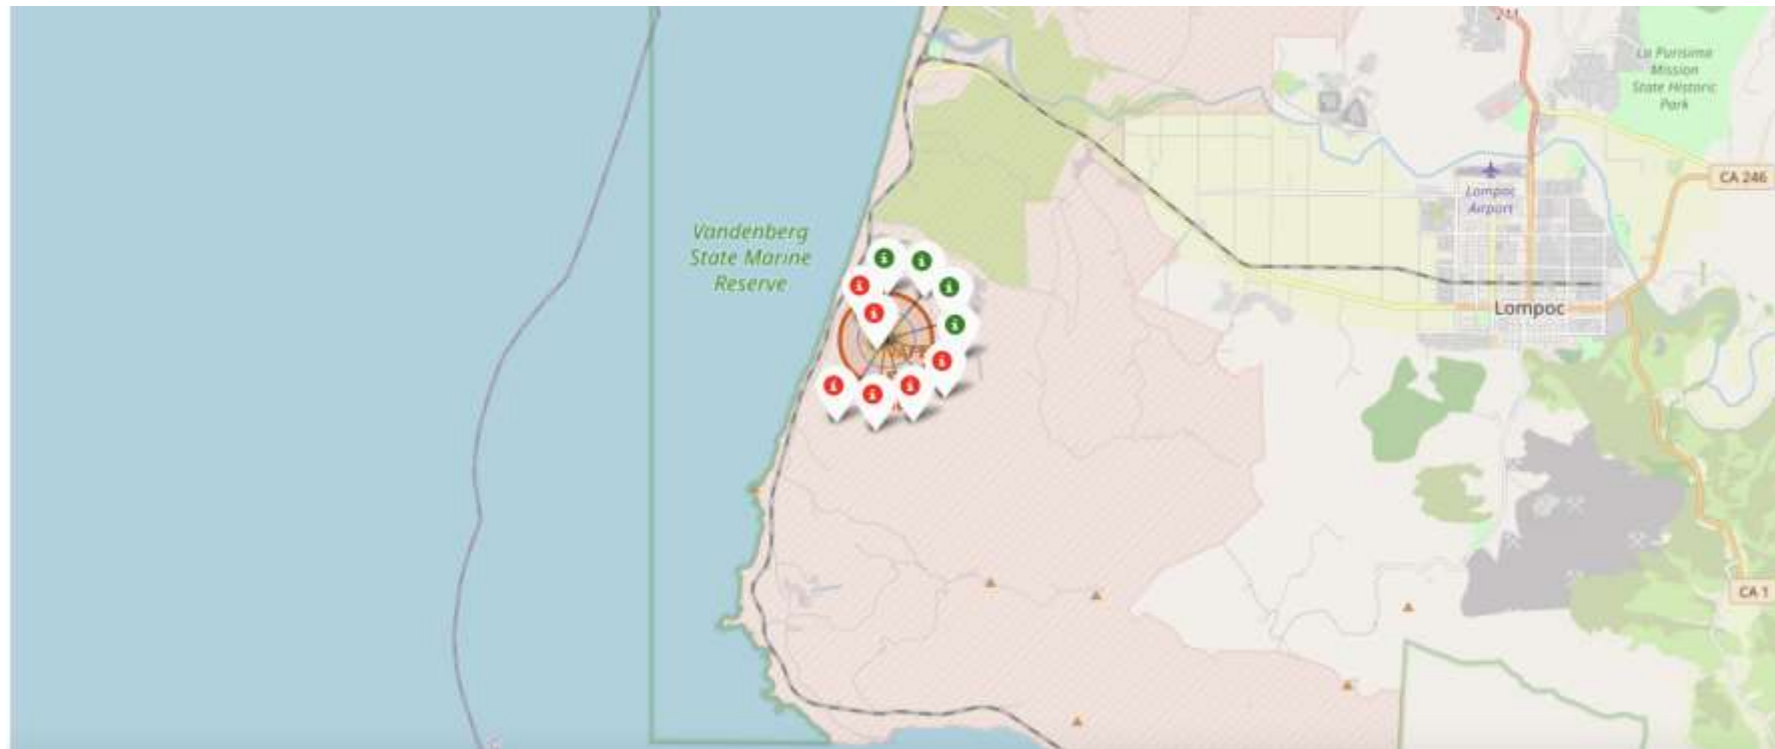 La Purisima
Mission
State Historic
Park
CA 246
Lompoc
Airport
Vandenberg
State Marine
Reserve
Lompoc
CA 1